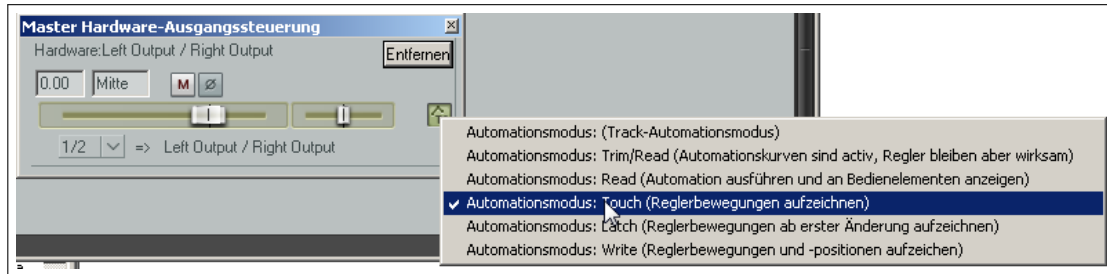 Master Hardware-Ausgangssteuerung
Hardware:Left Output / Right Output
Entfernen
0.00 Mitte M ø
1/2 => Left Output / Right Output
Automationsmodus: (Track-Automationsmodus)
Automationsmodus: Trim/Read (Automationskurven sind activ, Regler bleiben aber wirksam)
Automationsmodus: Read (Automation ausführen und an Bedienelementen anzeigen)
Automationsmodus: Touch (Reglerbewegungen aufzeichnen)
Automationsmodus: Latch (Reglerbewegungen ab erster Änderung aufzeichnen)
Automationsmodus: Write (Reglerbewegungen und -positionen aufzeichen)